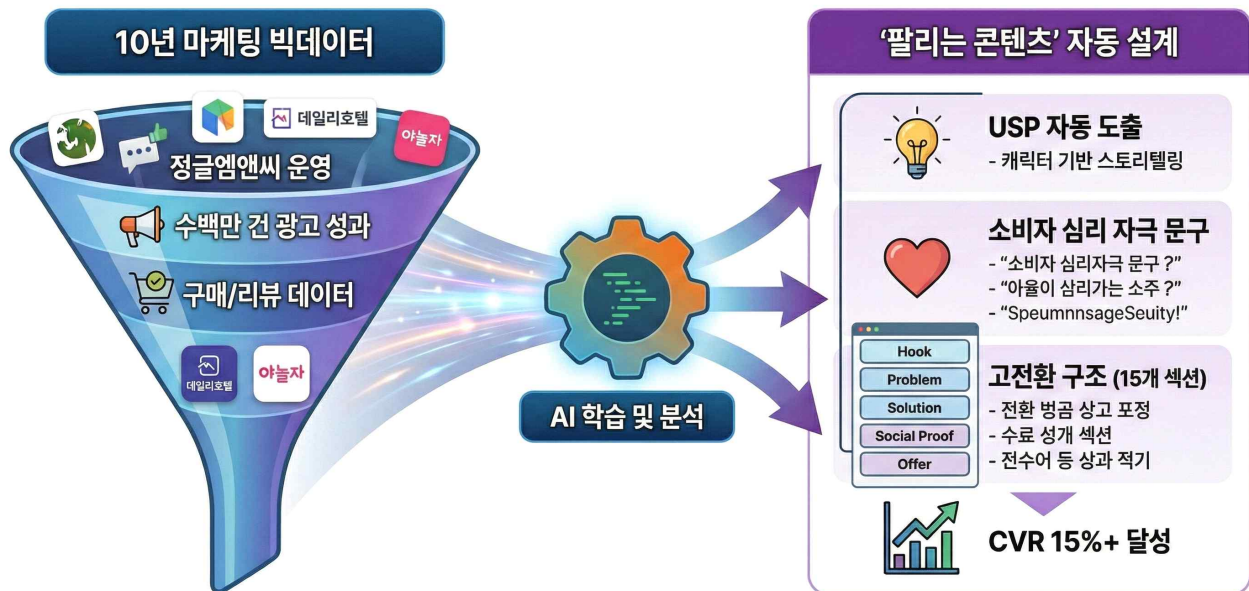 10년 마케팅 빅데이터
데일리호텔
야놀자
정글엠앤씨 운영
수백만 건 광고 성과
구매/리뷰 데이터
데일리호텔
야놀자
AI 학습 및 분석
‘팔리는 콘텐츠’ 자동 설계
USP 자동 도출
- 캐릭터 기반 스토리텔링
소비자 심리 자극 문구
- “소비자 심리자극 문구 ?”
- “아율이 삼리가는 소주 ?”
- “SpeumnnsageSeuity!”
Hook
Problem
Solution
Social Proof
Offer
고전환 구조 (15개 섹션)
- 전환 벙곰 상고 포정
- 수료 성개 섹션
- 전수어 등 상과 적기
CVR 15%+ 달성